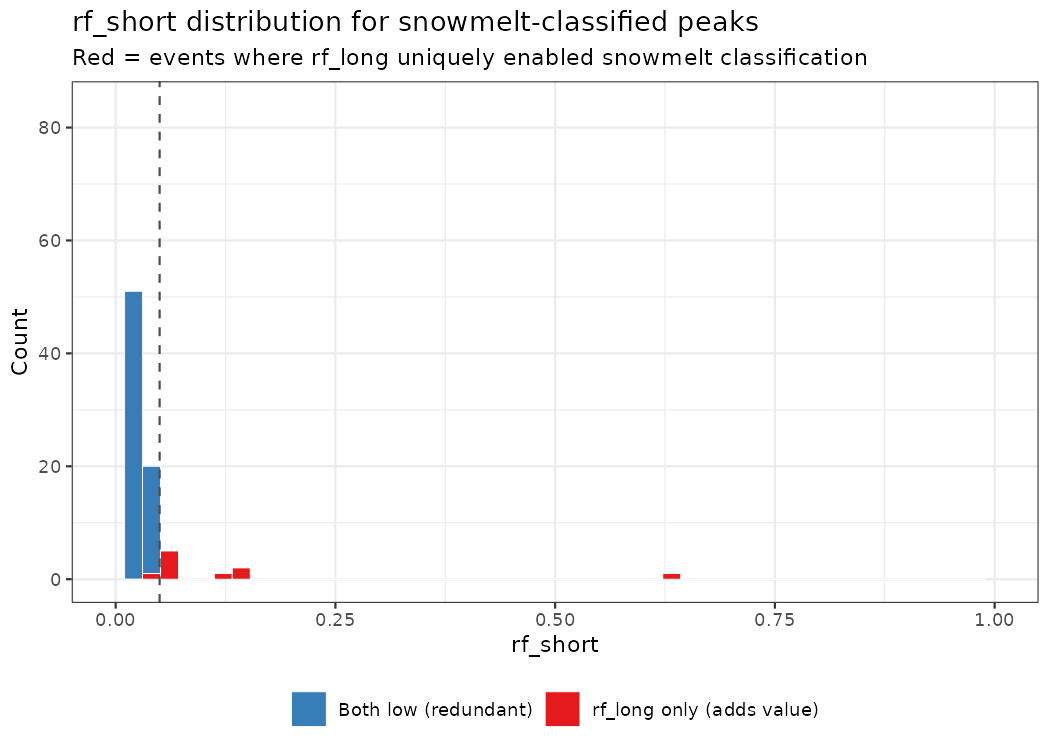 rf_short distribution for snowmelt-classified peaks
Red = events where rf_long uniquely enabled snowmelt classification
80
60
40
20
0
Count
0.00 0.25 0.50 0.75 1.00
rf_short
Both low (redundant) rf_long only (adds value)